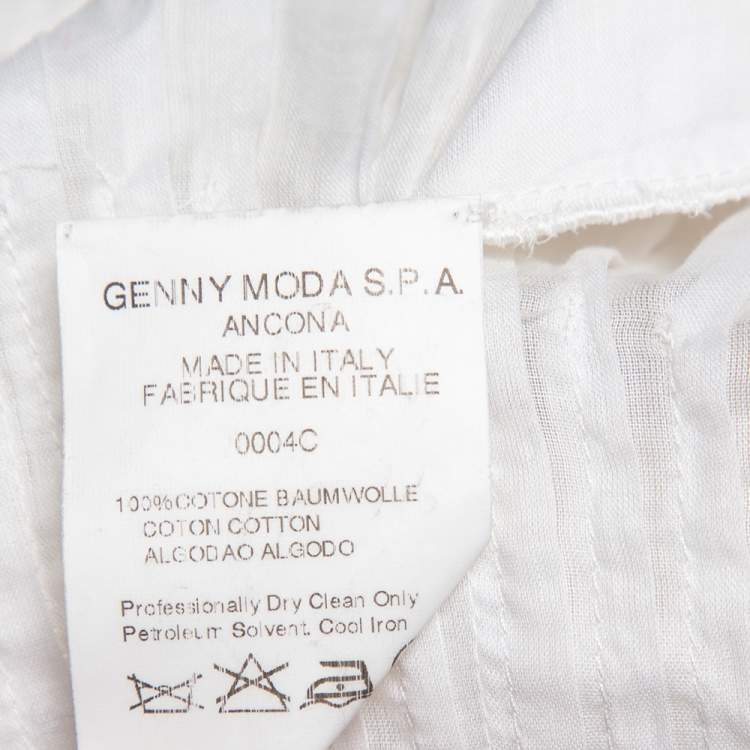 GENNY MODA S.P.A.
ANCONA
MADE IN ITALY
FABRIQUE EN ITALIE
0004C
100%COTONE BAUMWOLLE
COTON COTTON
ALGODAO ALGODO
Professionally Dry Clean Only
Petroleum Solvent. Cool Iron